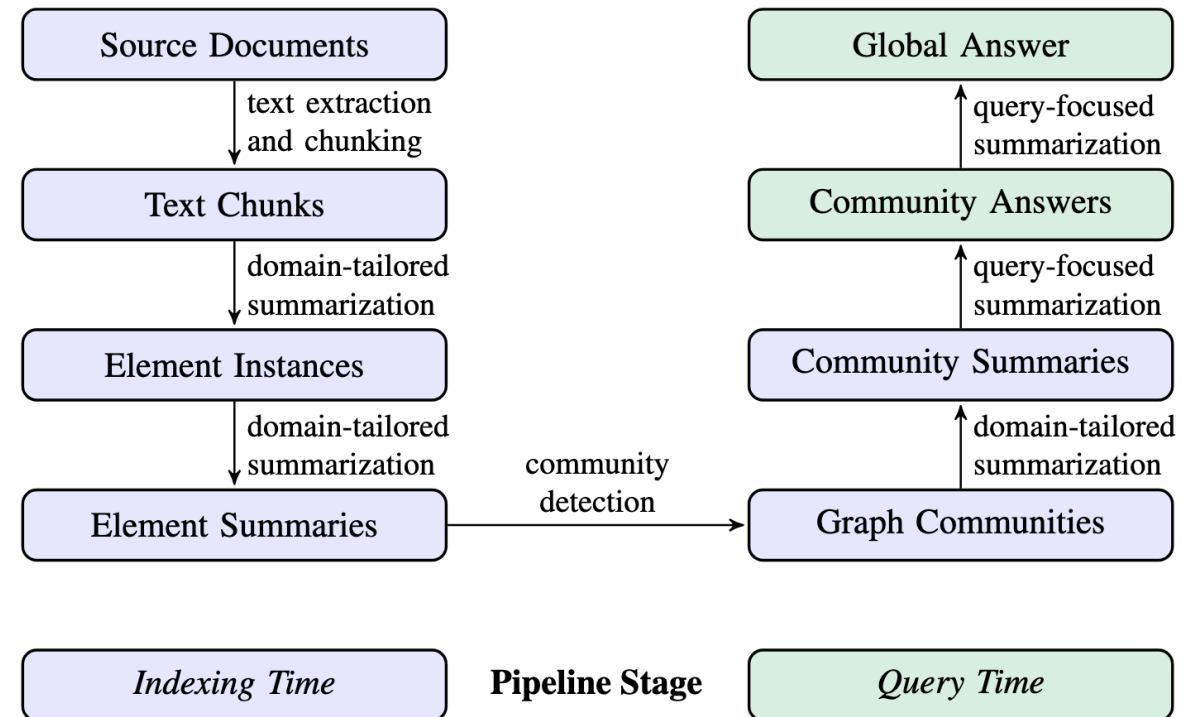 Source Documents
text extraction
and chunking
Text Chunks
domain-tailored
summarization
Element Instances
domain-tailored
summarization
Element Summaries
community
detection
Graph Communities
domain-tailored
summarization
Community Summaries
query-focused
summarization
Community Answers
query-focused
summarization
Global Answer
Indexing Time
Pipeline Stage
Query Time